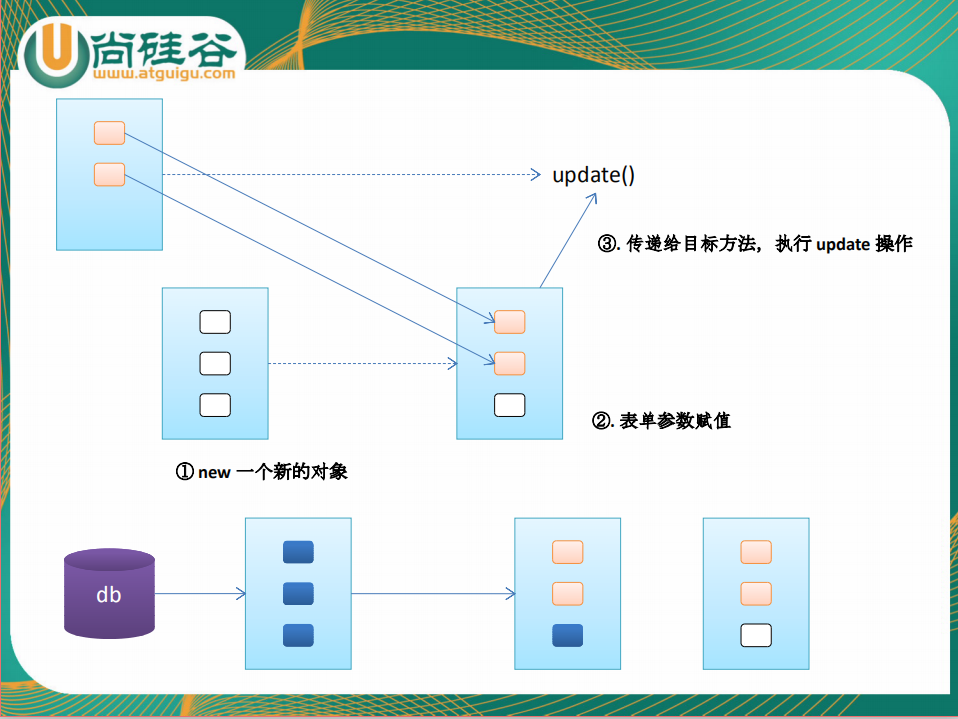 尚硅谷
www.atguigu.com
update()
③. 传递给目标方法，执行 update 操作
②. 表单参数赋值
① new 一个新的对象
db